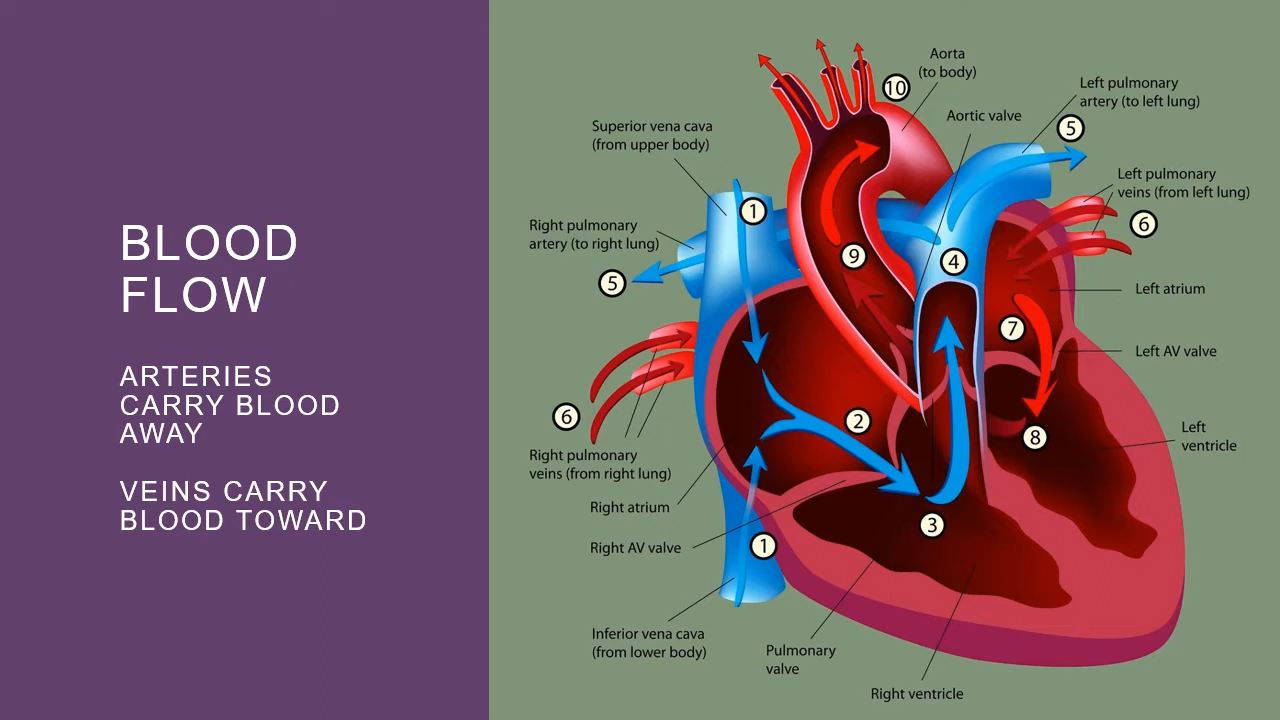 BLOOD
FLOW
ARTERIES
CARRY BLOOD
AWAY
VEINS CARRY
BLOOD TOWARD
Aorta
(to body)
10
Left pulmonary
artery (to left lung)
Aortic valve
5
Superior vena cava
(from upper body)
Left pulmonary
veins (from left lung)
1
6
Right pulmonary
artery (to right lung)
9
4
5
Left atrium
7
Left AV valve
6
2
8
Left
ventricle
Right pulmonary
veins (from right lung)
Right atrium
3
Right AV valve
1
Inferior vena cava
(from lower body)
Pulmonary
valve
Right ventricle